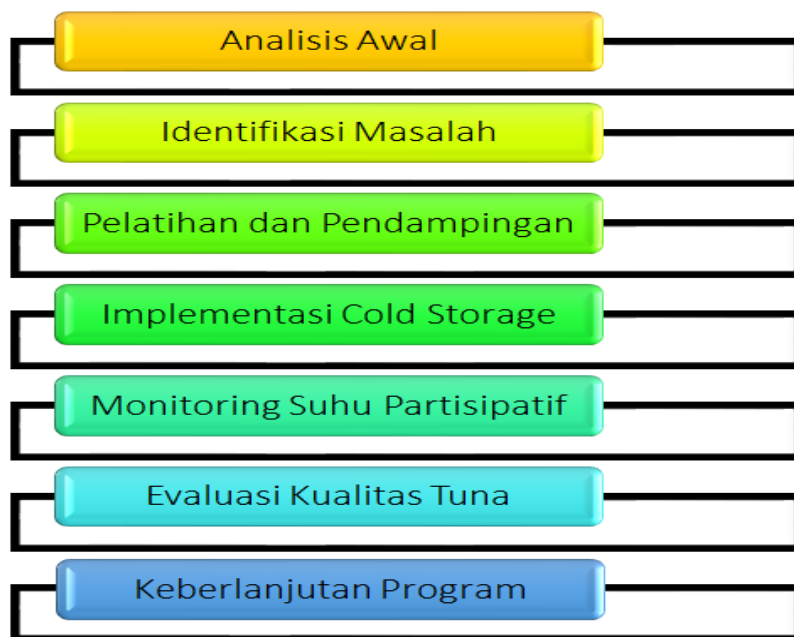 Analisis Awal
Identifikasi Masalah
Pelatihan dan Pendampingan
Implementasi Cold Storage
Monitoring Suhu Partisipatif
Evaluasi Kualitas Tuna
Keberlanjutan Program